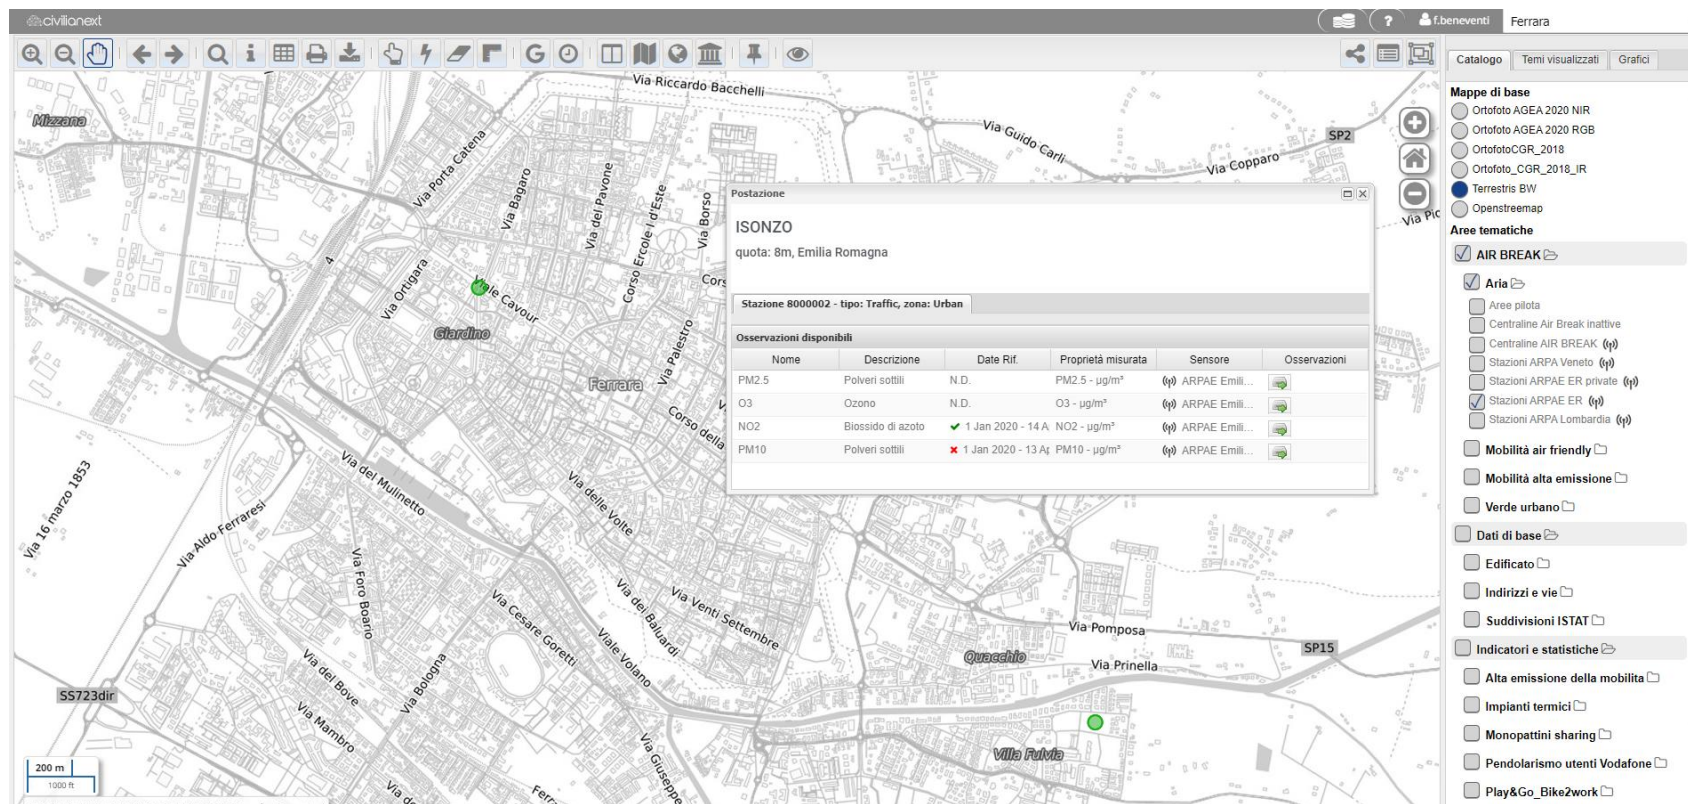 civilianext
?
f.beneventi
Ferrara
Catalogo
Temi visualizzati
Grafici
Mappe di base
Ortofoto AGEA 2020 NIR
Ortofoto AGEA 2020 RGB
OrtofotoCGR_2018
Ortofoto_CGR_2018_IR
Terrestris BW
Openstreemap
Aree tematiche
AIR BREAK
Aria
Aree pilota
Centraline Air Break inattive
Centraline AIR BREAK
Stazioni ARPA Veneto
Stazioni ARPAE ER private
Stazioni ARPAE ER
Stazioni ARPA Lombardia
Mobilità air friendly
Mobilità alta emissione
Verde urbano
Dati di base
Edificato
Indirizzi e vie
Suddivisioni ISTAT
Indicatori e statistiche
Alta emissione della mobilita
Impianti termici
Monopattini sharing
Pendolarismo utenti Vodafone
Play&Go_Bike2work
Postazione
ISONZO
quota: 8m, Emilia Romagna
Stazione 8000002 - tipo: Traffic, zona: Urban
Osservazioni disponibili
Nome Descrizione Date Rif. Proprietà misurata Sensore Osservazioni
PM2.5 Polveri sottili N.D. PM2.5 - µg/m³ ARPAE Emili...
O3 Ozono N.D. O3 - µg/m³ ARPAE Emili...
NO2 Biossido di azoto 1 Jan 2020 - 14 A NO2 - µg/m³ ARPAE Emili...
PM10 Polveri sottili 1 Jan 2020 - 13 Ap PM10 - µg/m³ ARPAE Emili...
Mizzana
Via Riccardo Bacchelli
Via Guido Carli
SP2
Via Copparo
Via Pio
Via Porta Catena
Via Bagaro
Via del Pavone
Corso Ercole I d'Este
Via Borso
Cors
4
Via Ortigara
Viale Cavour
Giardino
Ferrara
Via Palestro
Corso della
Via 16 marzo 1853
Via del Mulinetto
Via delle Volte
Via Aldo Ferraresi
Via Foro Boario
Via Cesare Goretti
Via dei Baluardi
Via Venti Settembre
Viale Volano
Via Pomposa
SP15
Quacchio
Via Prinella
Villa Fulvia
SS723dir
Via del Bove
Via Bologna
Via Mambro
Via Giuseppe
Via de
Ferr
200 m
1000 ft